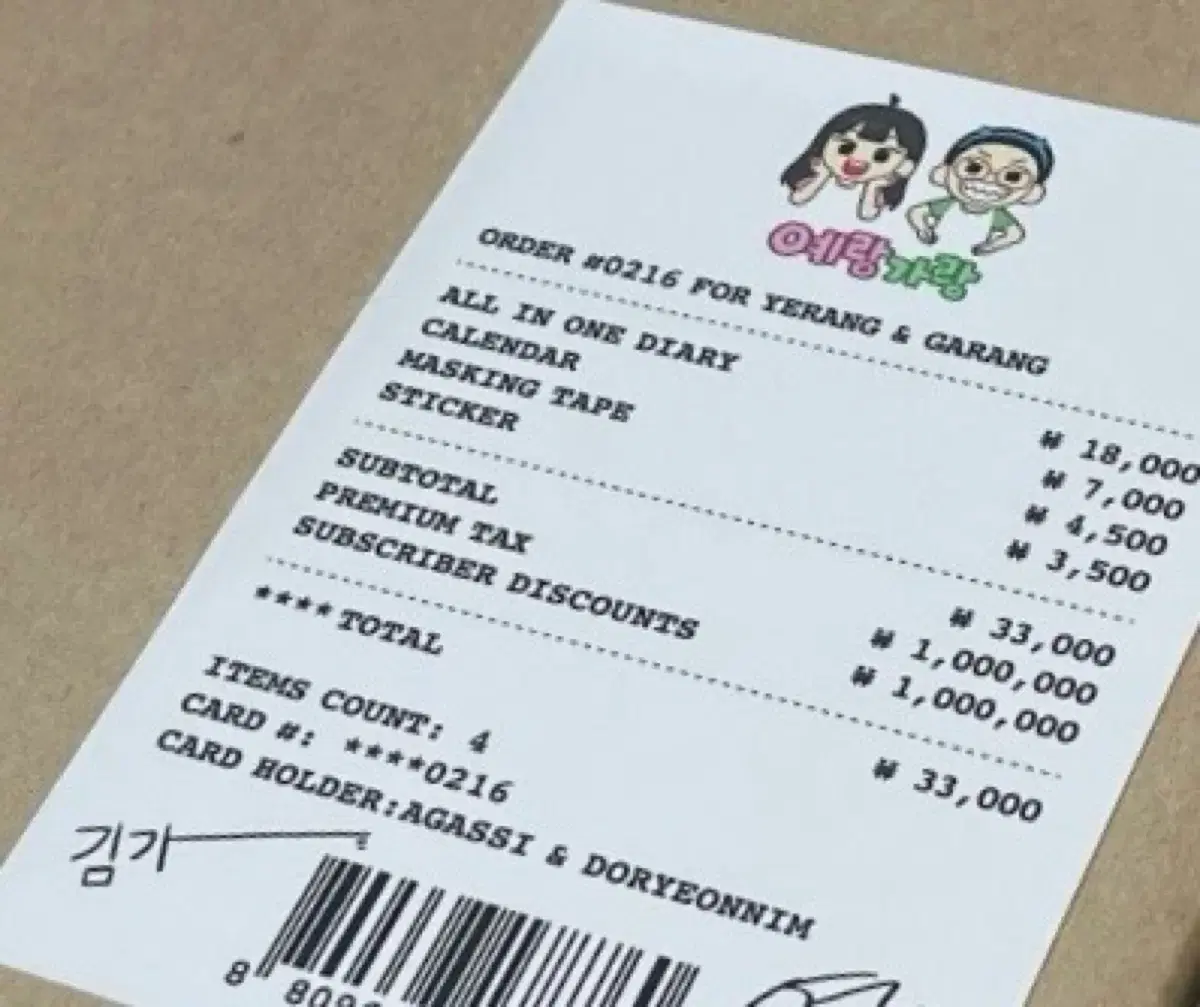 예랑가랑
ORDER #0216 FOR YERANG & GARANG
ALL IN ONE DIARY ₩ 18,000
CALENDAR ₩ 7,000
MASKING TAPE ₩ 4,500
STICKER ₩ 3,500
SUBTOTAL ₩ 33,000
PREMIUM TAX ₩ 1,000,000
SUBSCRIBER DISCOUNTS ₩ 1,000,000
****TOTAL ₩ 33,000
ITEMS COUNT: 4
CARD #: ****0216
CARD HOLDER:AGASSI & DORYEONNIM
김가
8 809